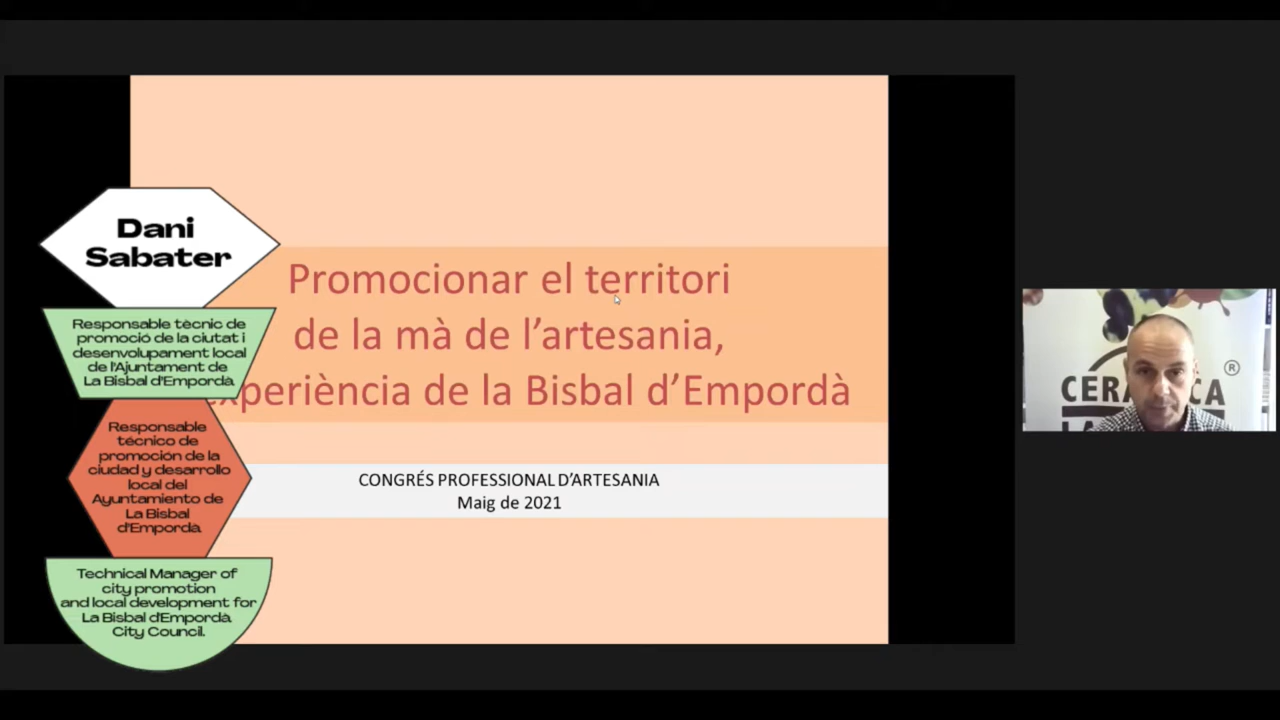 Dani
Sabater
Responsable tècnic de
promoció de la ciutat i
desenvolupament local
de l'Ajuntament de
La Bisbal d'Empordà.
Responsable
técnico de
promoción de la
ciudad y desarrollo
local del
Ayuntamiento de
La Bisbal
d'Empordà.
Technical Manager of
city promotion
and local development for
La Bisbal d'Empordà
City Council.
Promocionar el territori
de la mà de l'artesania,
xperiència de la Bisbal d'Empordà
CONGRÉS PROFESSIONAL D'ARTESANIA
Maig de 2021
®